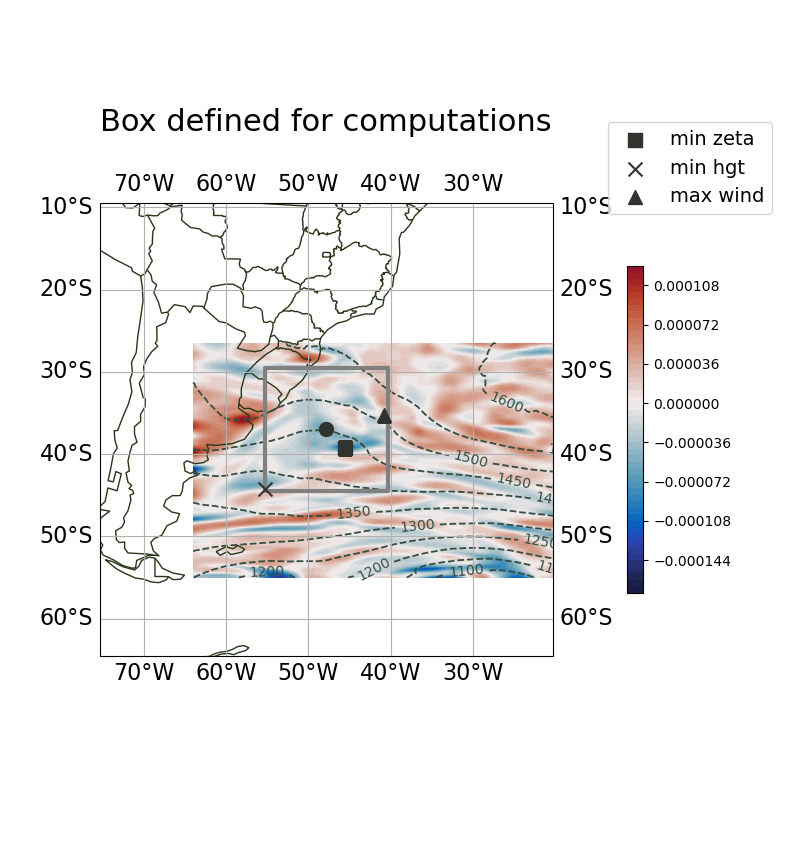 Box defined for computations
min zeta
min hgt
max wind
70°W 60°W 50°W 40°W 30°W
10°S 10°S
20°S 20°S
30°S 30°S
40°S 40°S
50°S 50°S
60°S 60°S
70°W 60°W 50°W 40°W 30°W
1600
1500
1450
14
1350
1300
1250
1200
1200
1100
11
0.000108
0.000072
0.000036
0.000000
−0.000036
−0.000072
−0.000108
−0.000144